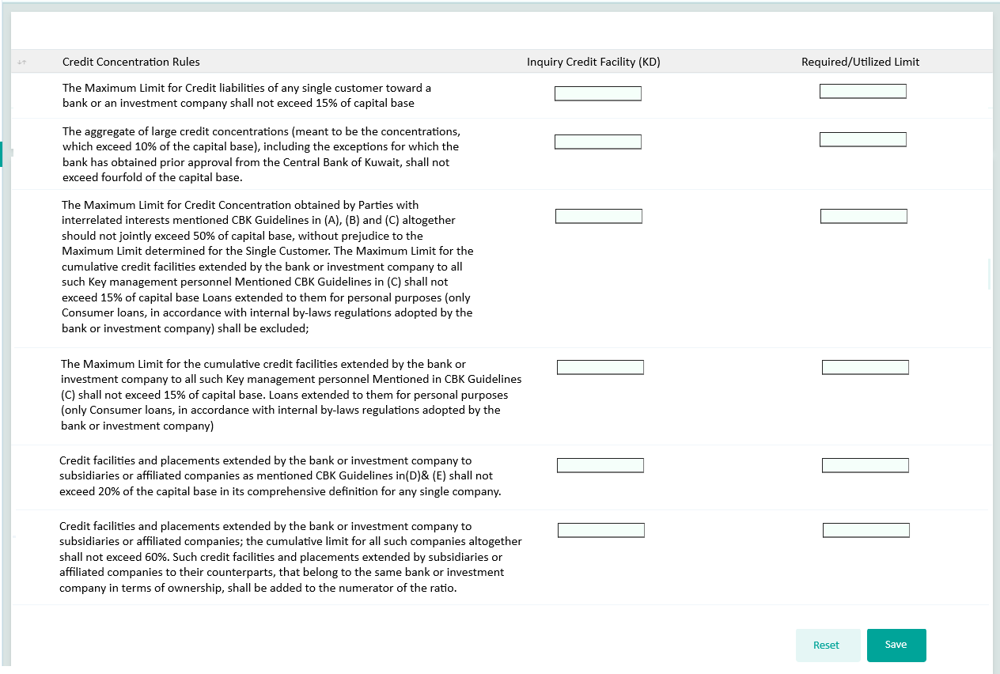 Credit Concentration Rules Inquiry Credit Facility (KD) Required/Utilized Limit
The Maximum Limit for Credit liabilities of any single customer toward a
bank or an investment company shall not exceed 15% of capital base
The aggregate of large credit concentrations (meant to be the concentrations,
which exceed 10% of the capital base), including the exceptions for which the
bank has obtained prior approval from the Central Bank of Kuwait, shall not
exceed fourfold of the capital base.
The Maximum Limit for Credit Concentration obtained by Parties with
interrelated interests mentioned CBK Guidelines in (A), (B) and (C) altogether
should not jointly exceed 50% of capital base, without prejudice to the
Maximum Limit determined for the Single Customer. The Maximum Limit for the
cumulative credit facilities extended by the bank or investment company to all
such Key management personnel Mentioned CBK Guidelines in (C) shall not
exceed 15% of capital base Loans extended to them for personal purposes (only
Consumer loans, in accordance with internal by-laws regulations adopted by the
bank or investment company) shall be excluded;
The Maximum Limit for the cumulative credit facilities extended by the bank or
investment company to all such Key management personnel Mentioned in CBK Guidelines
(C) shall not exceed 15% of capital base. Loans extended to them for personal purposes
(only Consumer loans, in accordance with internal by-laws regulations adopted by the
bank or investment company)
Credit facilities and placements extended by the bank or investment company to
subsidiaries or affiliated companies as mentioned CBK Guidelines in(D)& (E) shall not
exceed 20% of the capital base in its comprehensive definition for any single company.
Credit facilities and placements extended by the bank or investment company to
subsidiaries or affiliated companies; the cumulative limit for all such companies altogether
shall not exceed 60%. Such credit facilities and placements extended by subsidiaries or
affiliated companies to their counterparts, that belong to the same bank or investment
company in terms of ownership, shall be added to the numerator of the ratio.
Reset Save